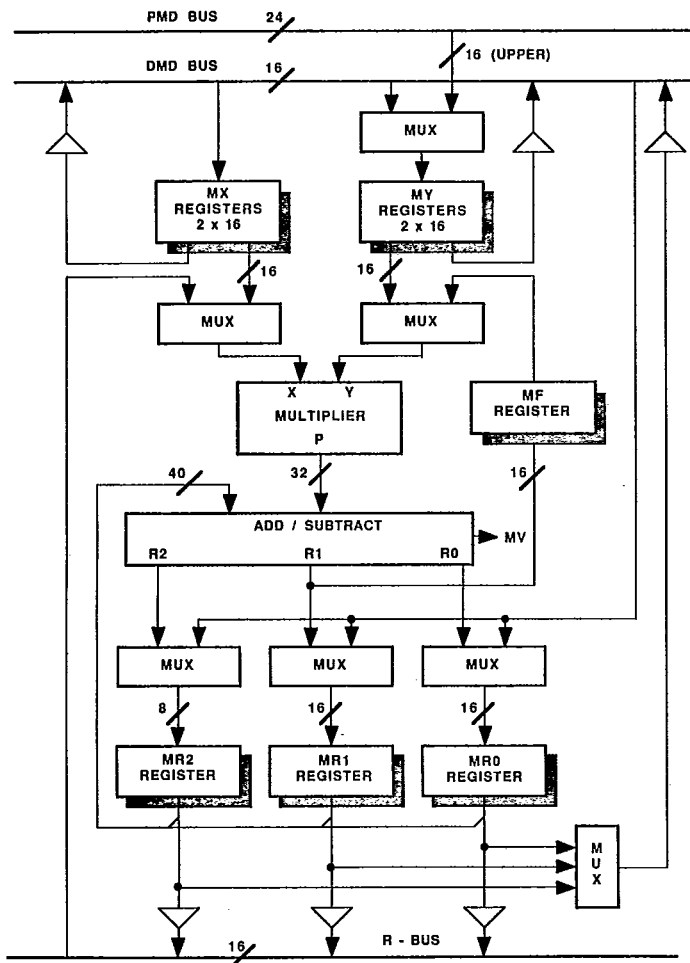 PMD BUS 24
16 (UPPER)
DMD BUS 16
MUX
MX
REGISTERS
2 x 16
MY
REGISTERS
2 x 16
16
16
MUX
MUX
X Y
MULTIPLIER
P
MF
REGISTER
40
32
16
ADD / SUBTRACT
R2 R1 R0
MV
MUX
MUX
MUX
8
16
16
MR2
REGISTER
MR1
REGISTER
MR0
REGISTER
M
U
X
R - BUS
16